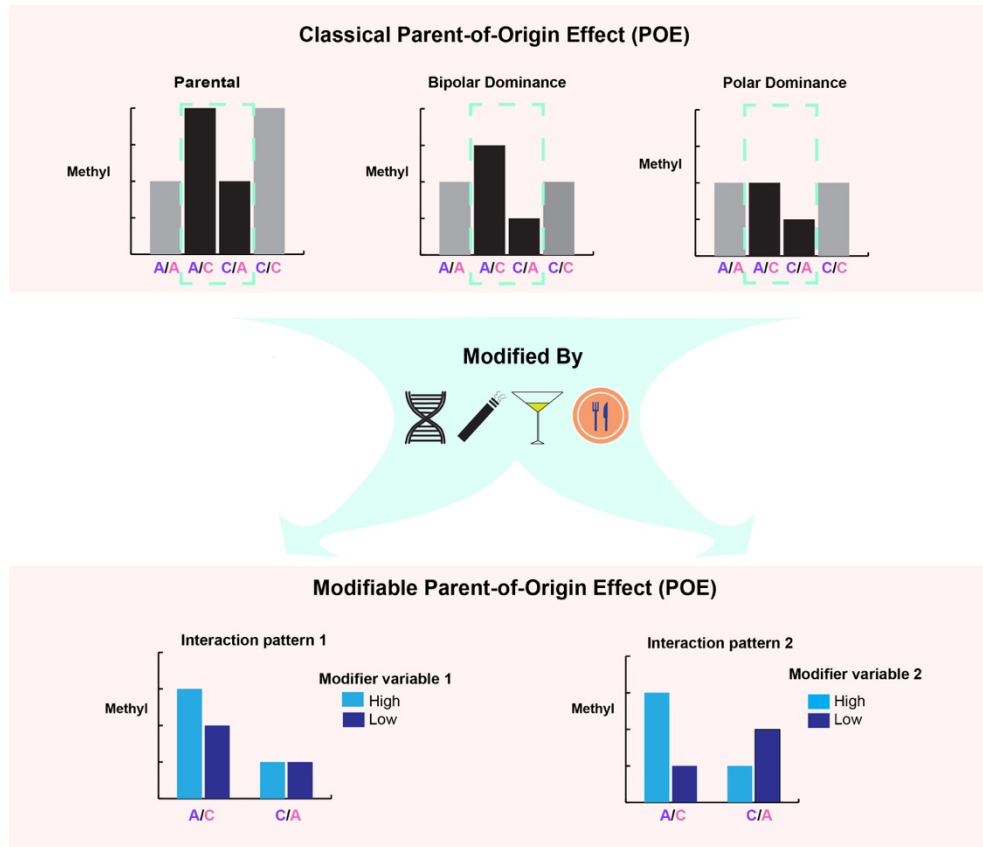 Classical Parent-of-Origin Effect (POE)
Parental
Bipolar Dominance
Polar Dominance
Methyl
Methyl
Methyl
A/A A/C C/A C/C
A/A A/C C/A C/C
A/A A/C C/A C/C
Modified By
Modifiable Parent-of-Origin Effect (POE)
Interaction pattern 1
Modifier variable 1
High
Low
Methyl
A/C C/A
Interaction pattern 2
Modifier variable 2
High
Low
Methyl
A/C C/A